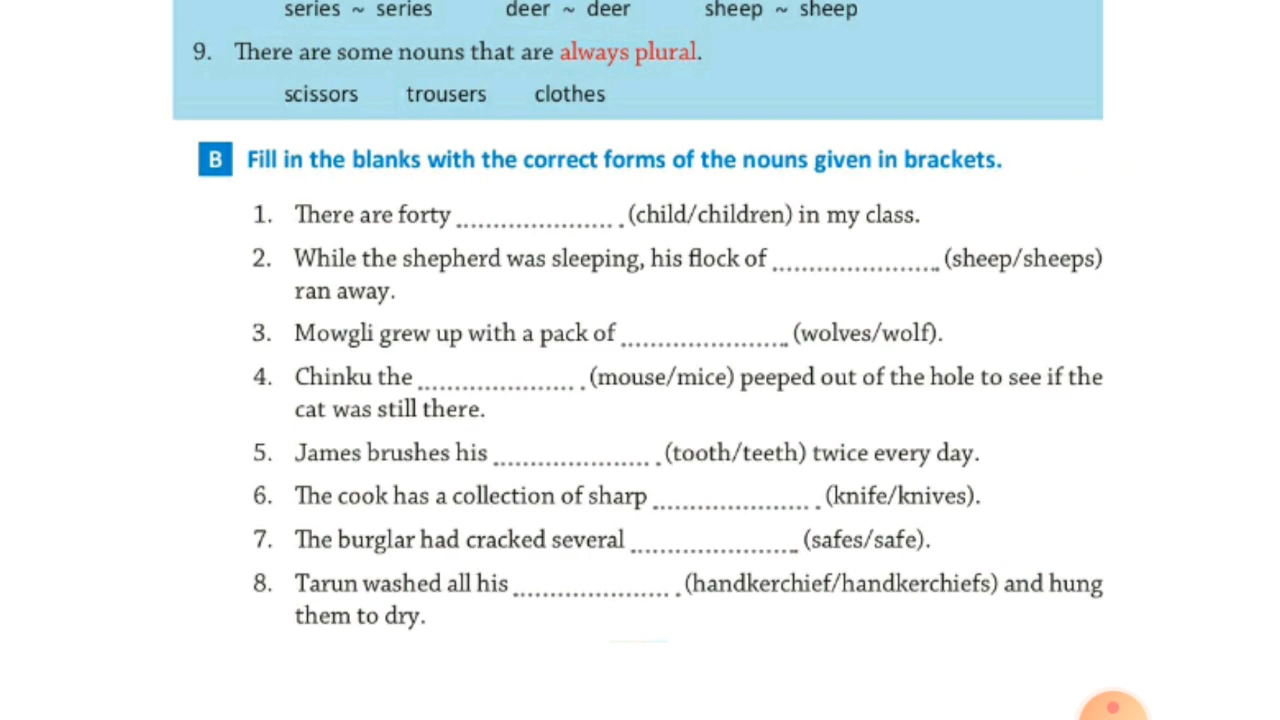 series ~ series deer ~ deer sheep ~ sheep
9. There are some nouns that are always plural.
scissors trousers clothes
B Fill in the blanks with the correct forms of the nouns given in brackets.
1. There are forty .................... (child/children) in my class.
2. While the shepherd was sleeping, his flock of .................... (sheep/sheeps)
ran away.
3. Mowgli grew up with a pack of .................... (wolves/wolf).
4. Chinku the .................... (mouse/mice) peeped out of the hole to see if the
cat was still there.
5. James brushes his .................... (tooth/teeth) twice every day.
6. The cook has a collection of sharp .................... (knife/knives).
7. The burglar had cracked several .................... (safes/safe).
8. Tarun washed all his .................... (handkerchief/handkerchiefs) and hung
them to dry.